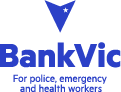 BankVic
For police, emergency
and health workers